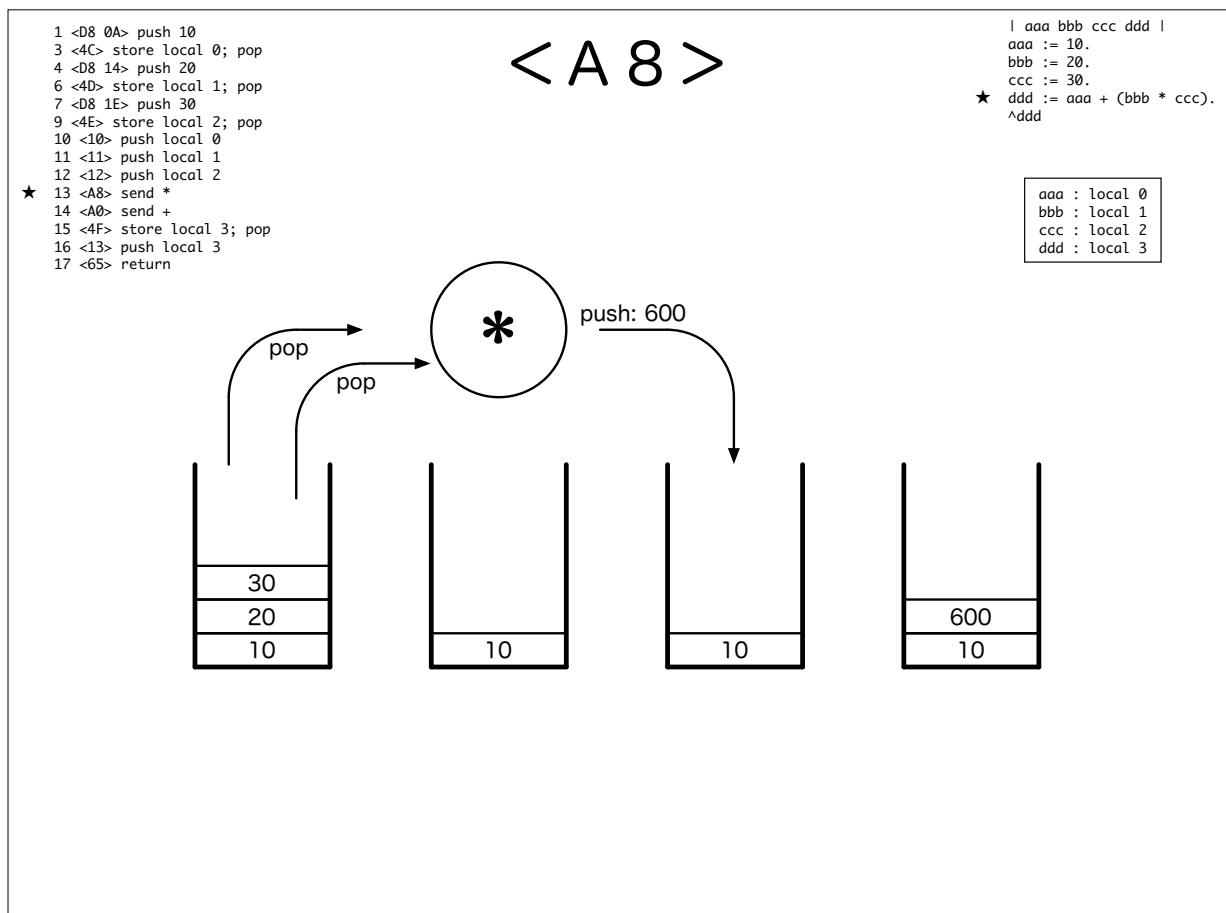 1 <D8 0A> push 10
3 <4C> store local 0; pop
4 <D8 14> push 20
6 <4D> store local 1; pop
7 <D8 1E> push 30
9 <4E> store local 2; pop
10 <10> push local 0
11 <11> push local 1
12 <12> push local 2
★ 13 <A8> send *
14 <A0> send +
15 <4F> store local 3; pop
16 <13> push local 3
17 <65> return
<A8>
| aaa bbb ccc ddd |
aaa := 10.
bbb := 20.
ccc := 30.
★ ddd := aaa + (bbb * ccc).
^ddd
aaa : local 0
bbb : local 1
ccc : local 2
ddd : local 3
pop
pop
*
push: 600
30
20
10
10
10
600
10